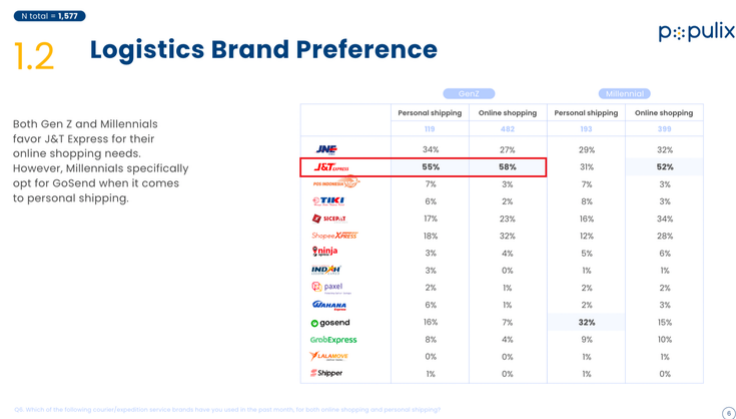 N total = 1,577
populix
1.2 Logistics Brand Preference
Both Gen Z and Millennials
favor J&T Express for their
online shopping needs.
However, Millennials specifically
opt for GoSend when it comes
to personal shipping.
GenZ Millennial
Personal shipping Online shopping Personal shipping Online shopping
119 482 193 399
JNE 34% 27% 29% 32%
J&T EXPRESS 55% 58% 31% 52%
POS INDONESIA 7% 3% 7% 3%
TIKI 6% 2% 8% 3%
SICEPAT 17% 23% 16% 34%
Shopee Xpress 18% 32% 12% 28%
ninja 3% 4% 5% 6%
INDAH 3% 0% 1% 1%
paxel 2% 1% 2% 2%
WAHANA 6% 1% 2% 3%
gosend 16% 7% 32% 15%
GrabExpress 8% 4% 9% 10%
LALAMOVE 0% 0% 1% 1%
Shipper 1% 0% 1% 0%
Which of the following courier/expedition service brands have you used in the past month, for both online shopping and personal shipping?
6